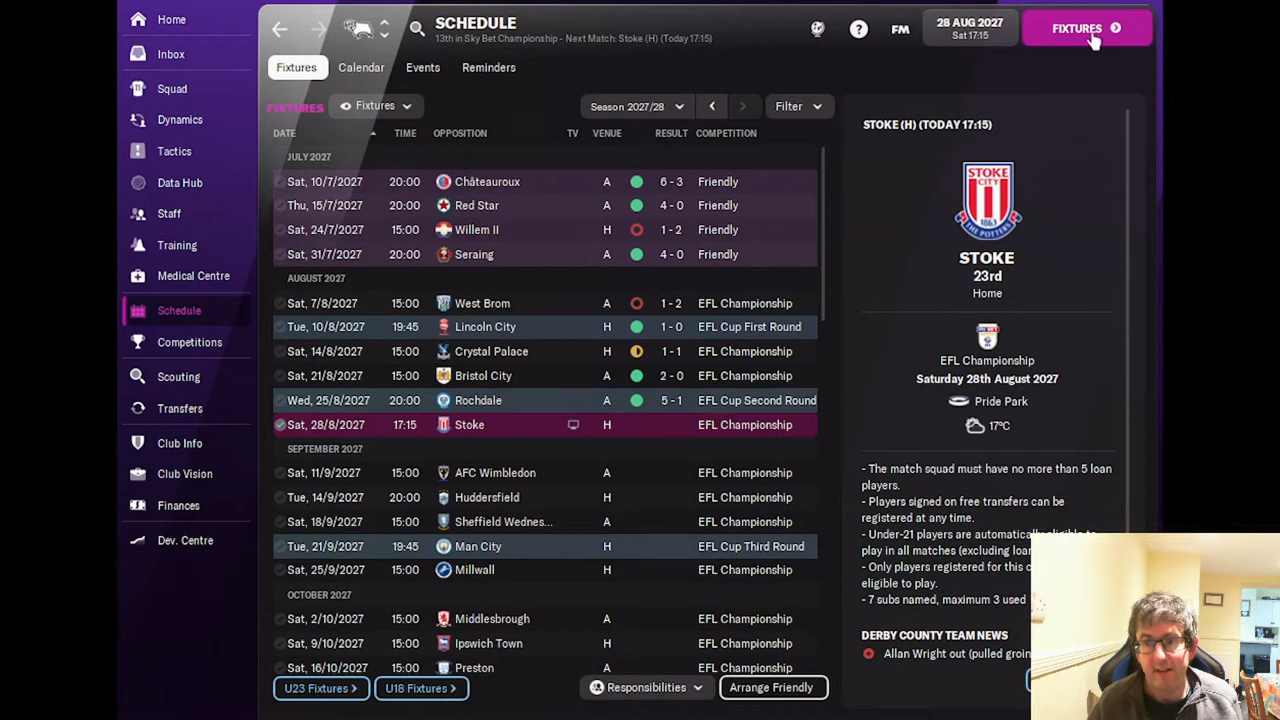 Home
Inbox
Squad
Dynamics
Tactics
Data Hub
Staff
Training
Medical Centre
Schedule
Competitions
Scouting
Transfers
Club Info
Club Vision
Finances
Dev. Centre
SCHEDULE
13th in Sky Bet Championship - Next Match: Stoke (H) (Today 17:15)
FM
28 AUG 2027
Sat 17:15
FIXTURES
Fixtures Calendar Events Reminders
FIXTURES Fixtures Season 2027/28 Filter
DATE TIME OPPOSITION TV VENUE RESULT COMPETITION
JULY 2027
Sat, 10/7/2027 20:00 Châteauroux A 6 - 3 Friendly
Thu, 15/7/2027 20:00 Red Star A 4 - 0 Friendly
Sat, 24/7/2027 15:00 Willem II H 1 - 2 Friendly
Sat, 31/7/2027 20:00 Seraing A 4 - 0 Friendly
AUGUST 2027
Sat, 7/8/2027 15:00 West Brom A 1 - 2 EFL Championship
Tue, 10/8/2027 19:45 Lincoln City H 1 - 0 EFL Cup First Round
Sat, 14/8/2027 15:00 Crystal Palace H 1 - 1 EFL Championship
Sat, 21/8/2027 15:00 Bristol City A 2 - 0 EFL Championship
Wed, 25/8/2027 20:00 Rochdale A 5 - 1 EFL Cup Second Round
Sat, 28/8/2027 17:15 Stoke H EFL Championship
SEPTEMBER 2027
Sat, 11/9/2027 15:00 AFC Wimbledon A EFL Championship
Tue, 14/9/2027 20:00 Huddersfield H EFL Championship
Sat, 18/9/2027 15:00 Sheffield Wednes... A EFL Championship
Tue, 21/9/2027 19:45 Man City H EFL Cup Third Round
Sat, 25/9/2027 15:00 Millwall H EFL Championship
OCTOBER 2027
Sat, 2/10/2027 15:00 Middlesbrough A EFL Championship
Sat, 9/10/2027 15:00 Ipswich Town H EFL Championship
Sat, 16/10/2027 15:00 Preston A EFL Championship
U23 Fixtures > U18 Fixtures > Responsibilities Arrange Friendly
STOKE (H) (TODAY 17:15)
STOKE
CITY
1863
THE POTTERS
STOKE
23rd
Home
EFL Championship
Saturday 28th August 2027
Pride Park
17°C
- The match squad must have no more than 5 loan
players.
- Players signed on free transfers can be
registered at any time.
- Under-21 players are automatically eligible to
play in all matches (excluding loan
- Only players registered for this c
eligible to play.
- 7 subs named, maximum 3 used
DERBY COUNTY TEAM NEWS
Allan Wright out (pulled groin